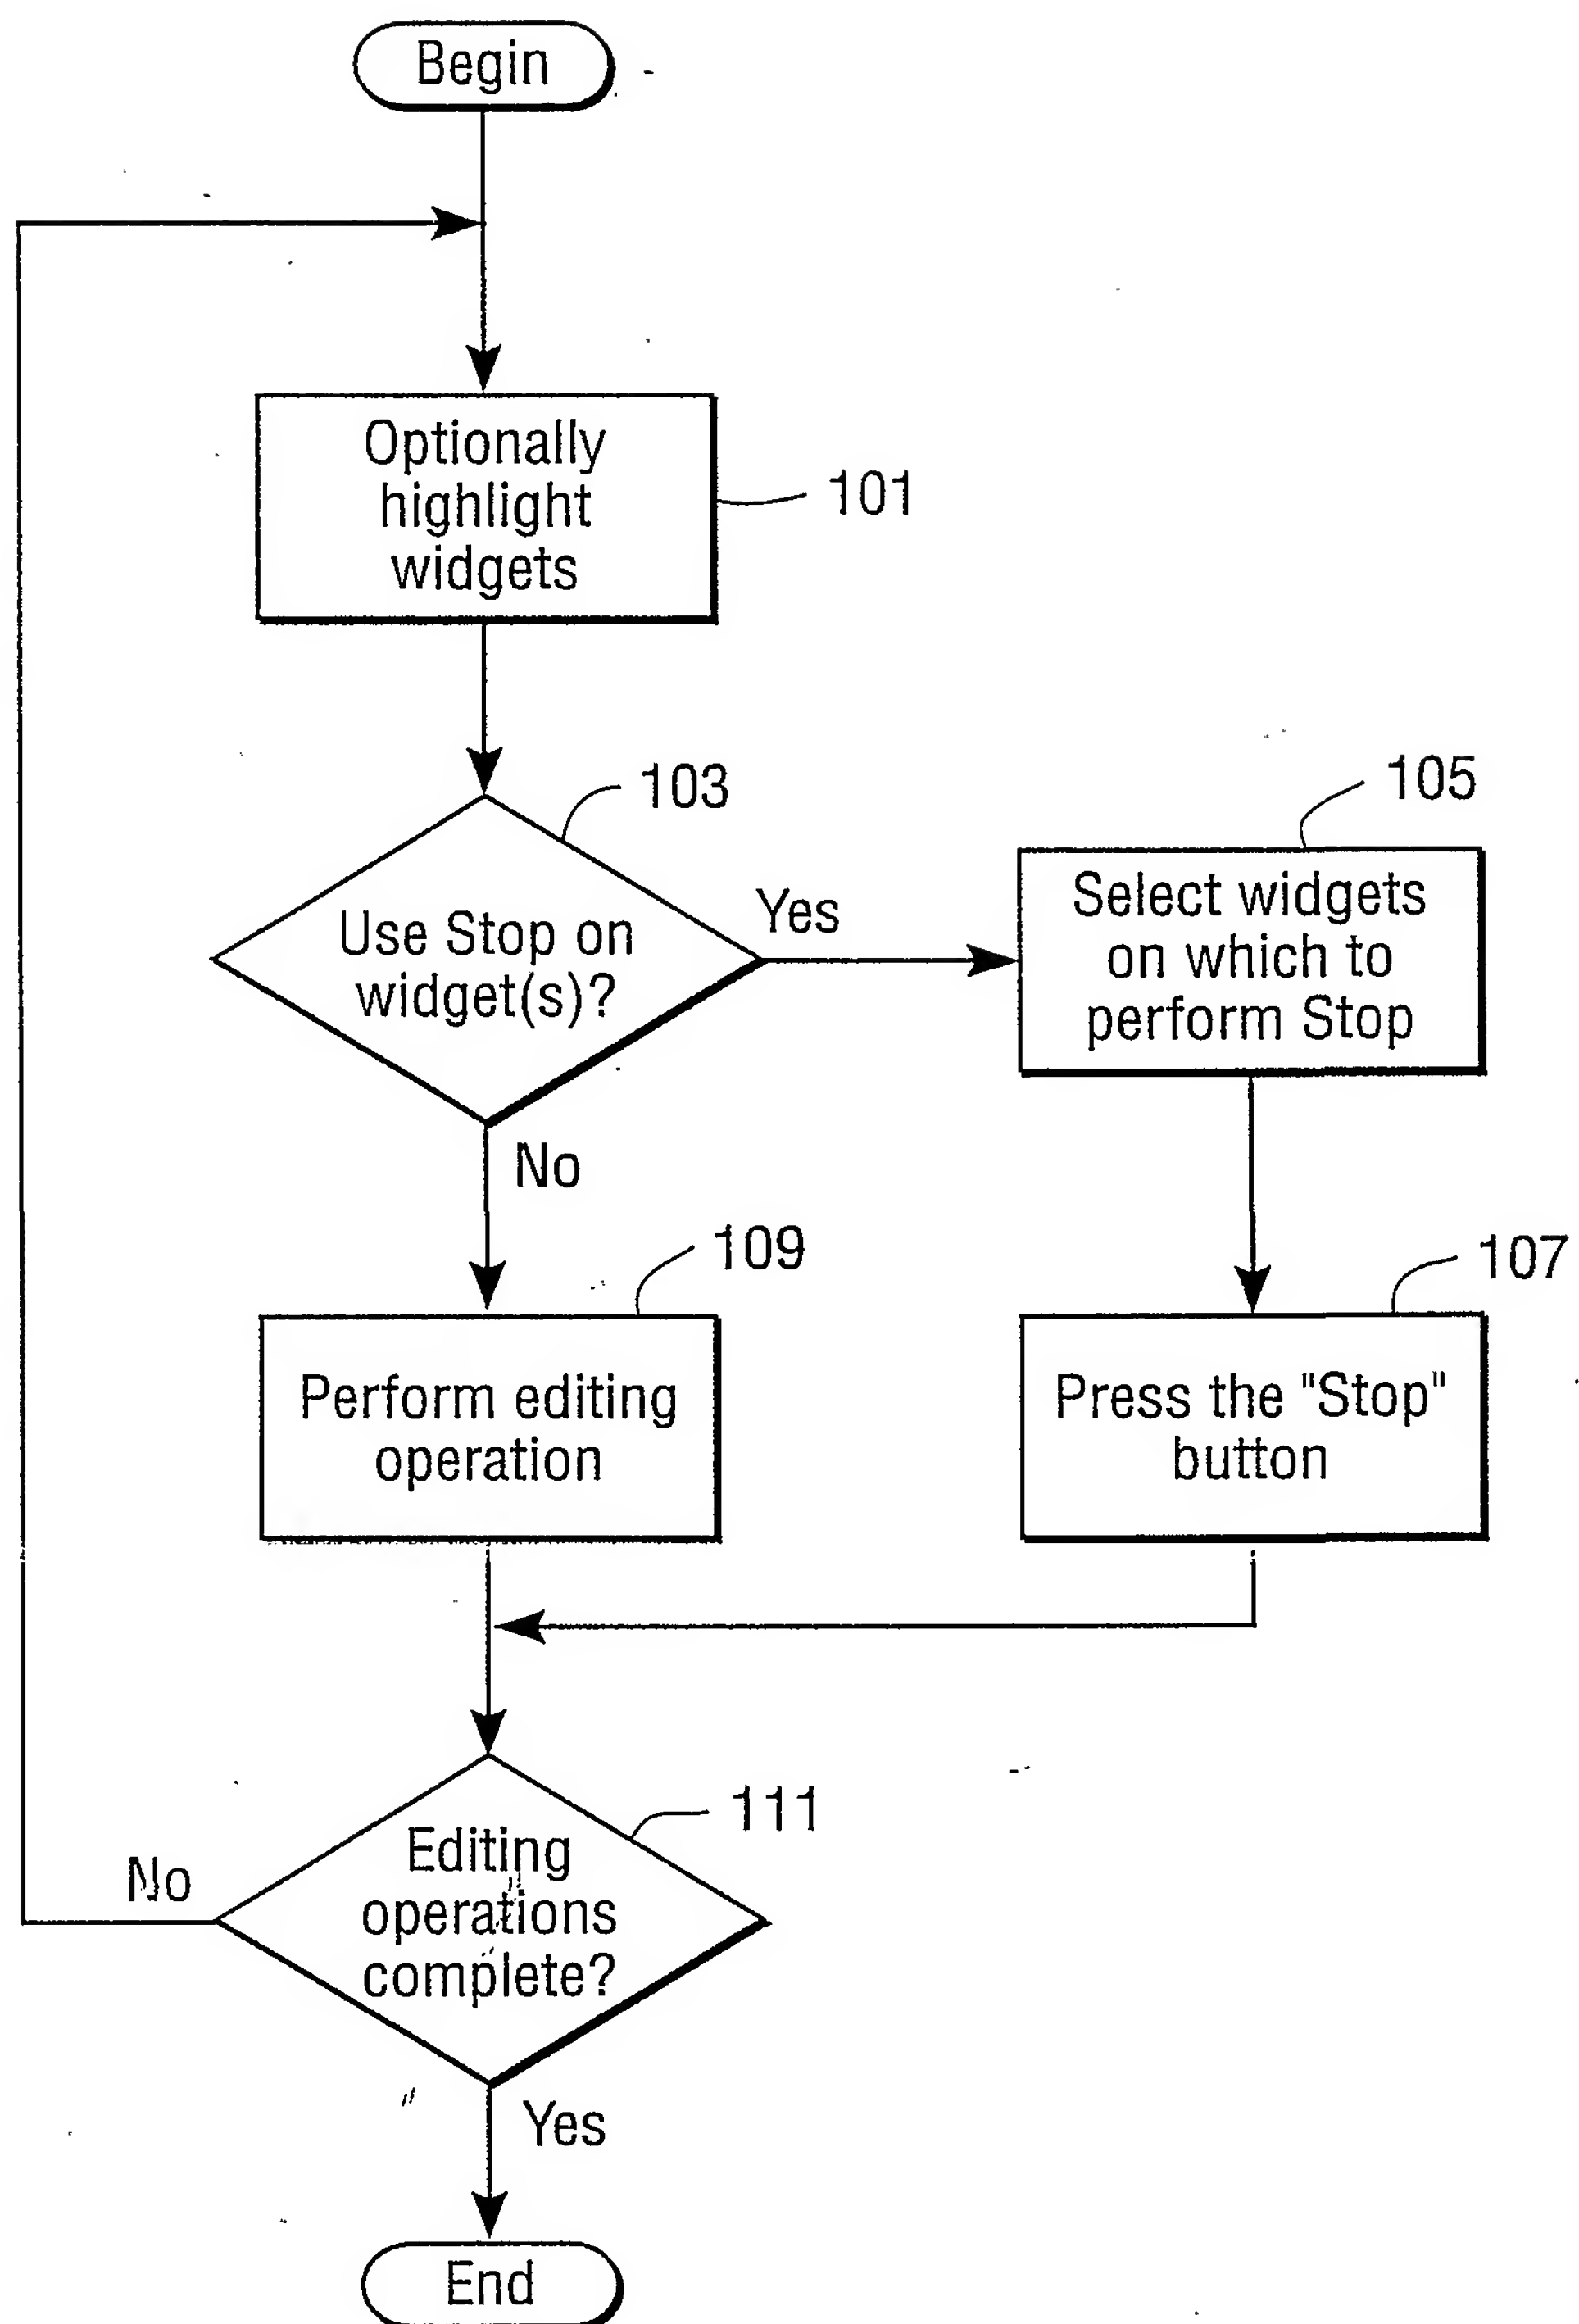 Begin
Optionally
highlight
widgets
101
103
Use Stop on
widget(s)?
Yes
No
105
Select widgets
on which to
perform Stop
109
Perform editing
operation
107
Press the "Stop"
button
111
Editing
operations
complete?
No
Yes
End